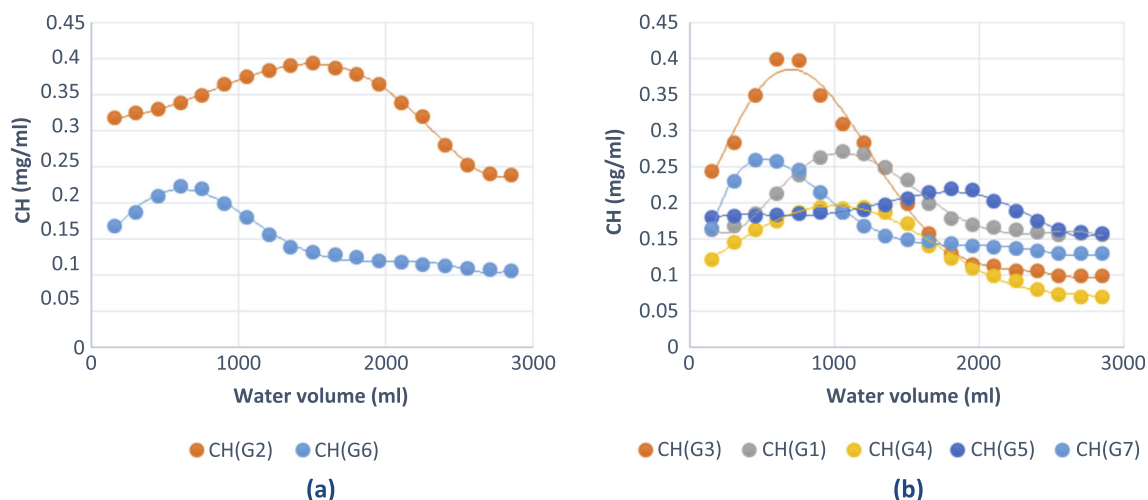 0.45
0.4
0.35
0.3
0.25
0.2
0.15
0.1
0.05
0
CH (mg/ml)
0 1000 2000 3000
Water volume (ml)
CH(G2) CH(G6)
(a)
0.45
0.4
0.35
0.3
0.25
0.2
0.15
0.1
0.05
0
CH (mg/ml)
0 1000 2000 3000
Water volume (ml)
CH(G3) CH(G1) CH(G4) CH(G5) CH(G7)
(b)